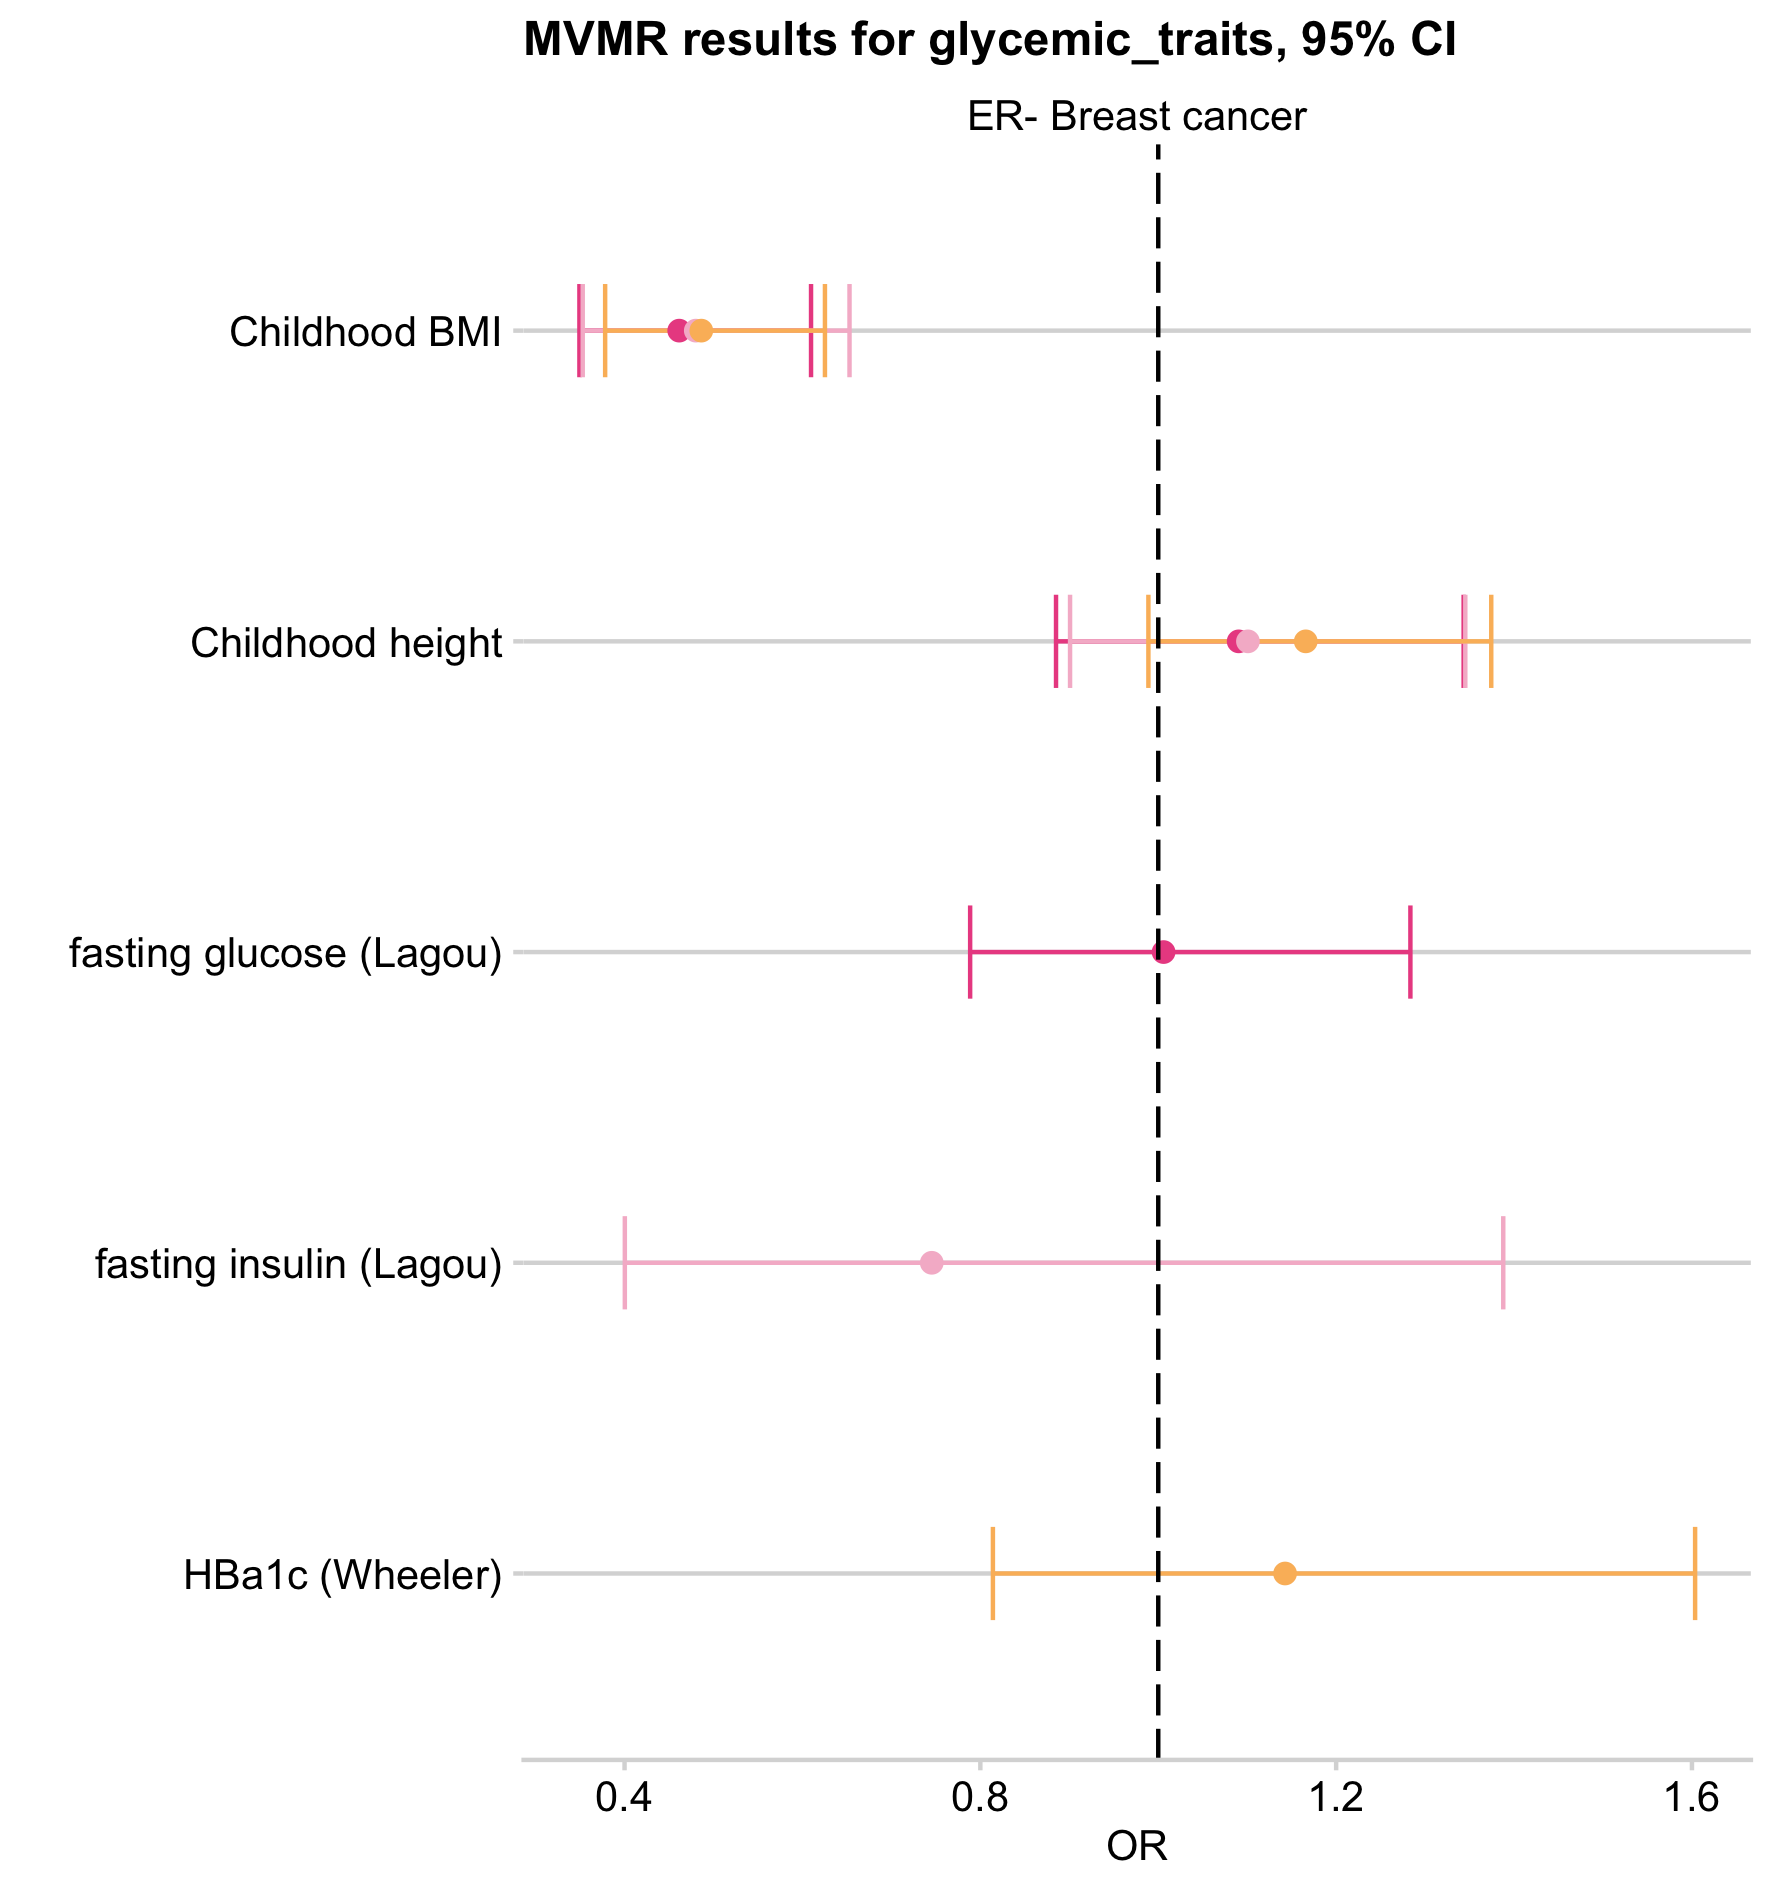 MVMR results for glycemic_traits, 95% CI
ER- Breast cancer
Childhood BMI
Childhood height
fasting glucose (Lagou)
fasting insulin (Lagou)
HBa1c (Wheeler)
0.4 0.8 1.2 1.6
OR